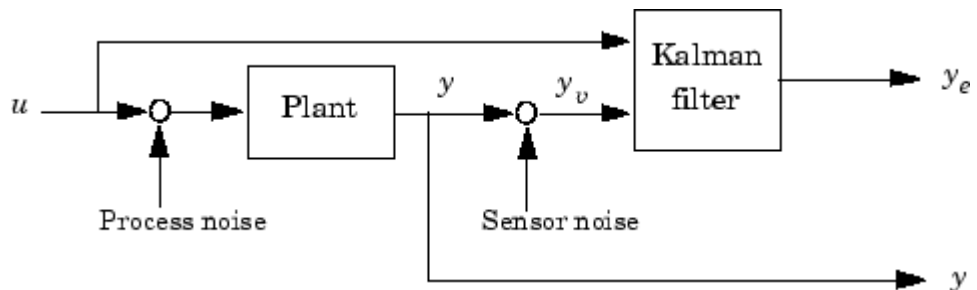 Kalman
filter
y_e
u
Plant
y
y_v
Process noise
Sensor noise
y